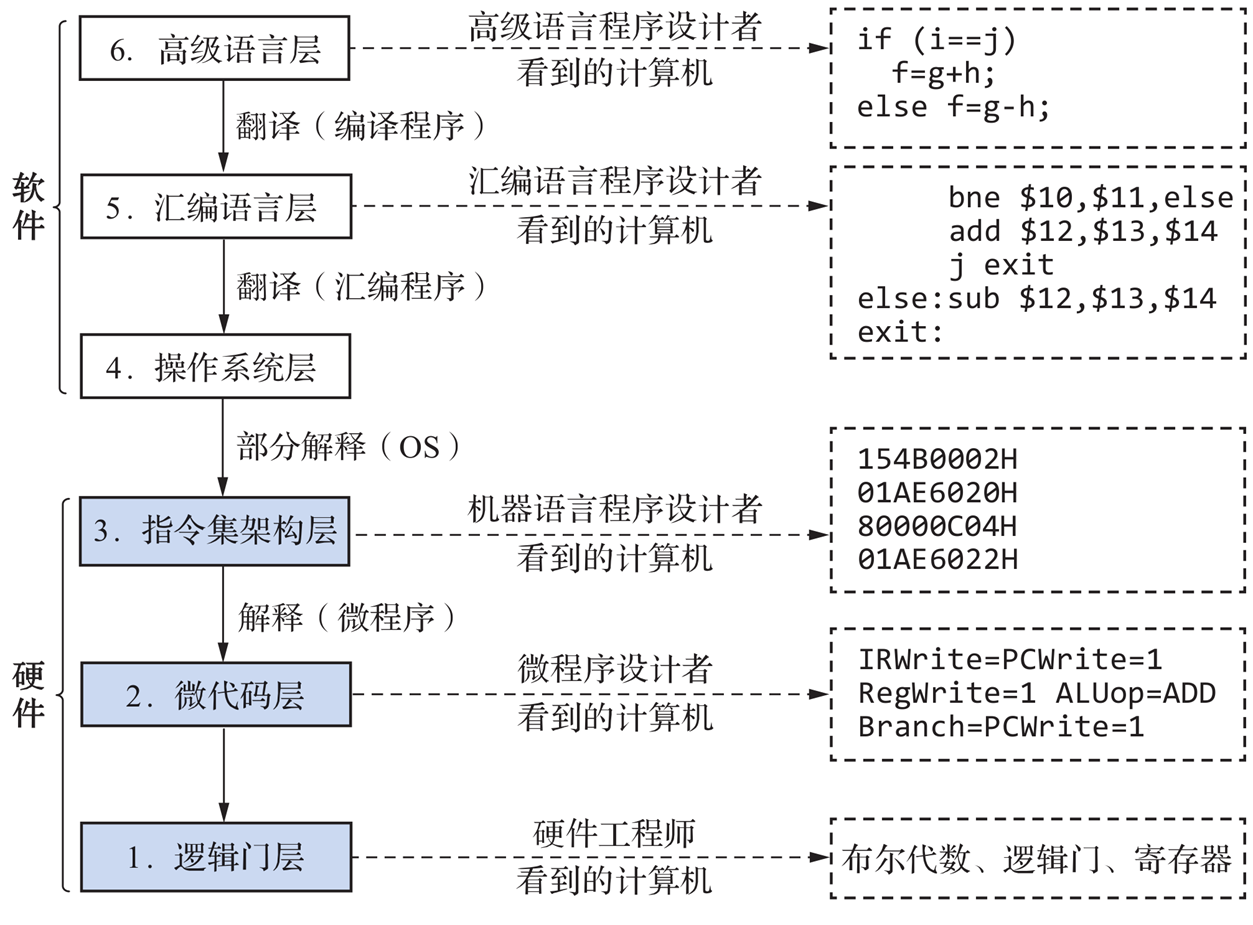 软件
6. 高级语言层
高级语言程序设计者
看到的计算机
if (i==j)
  f=g+h;
else f=g-h;
翻译（编译程序）
5. 汇编语言层
汇编语言程序设计者
看到的计算机
     bne $10,$11,else
     add $12,$13,$14
     j exit
else:sub $12,$13,$14
exit:
翻译（汇编程序）
4. 操作系统层
部分解释（OS）
硬件
3. 指令集架构层
机器语言程序设计者
看到的计算机
154B0002H
01AE6020H
80000C04H
01AE6022H
解释（微程序）
2. 微代码层
微程序设计者
看到的计算机
IRWrite=PCWrite=1
RegWrite=1 ALUop=ADD
Branch=PCWrite=1
1. 逻辑门层
硬件工程师
看到的计算机
布尔代数、逻辑门、寄存器